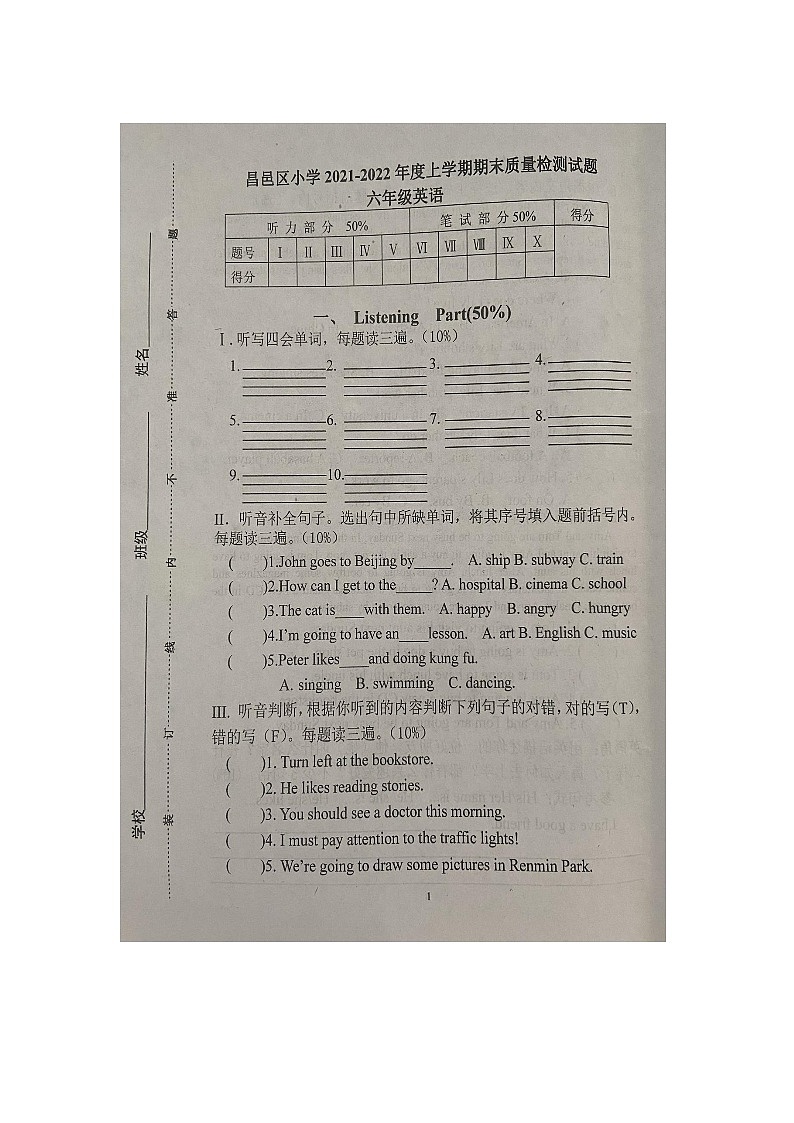 昌邑区小学 2021-2022 年度上学期期末质量检测试题
六年级英语
听 力 部 分 50% 笔 试 部 分 50% 得分
题号 Ⅰ Ⅱ Ⅲ Ⅳ Ⅴ Ⅵ Ⅶ Ⅷ Ⅸ Ⅹ
得分
一、 Listening Part(50%)
Ⅰ.听写四会单词，每题读三遍。（10%）
1. 2. 3. 4.
5. 6. 7. 8.
9. 10.
II. 听音补全句子。选出句中所缺单词，将其序号填入题前括号内。
每题读三遍。（10%）
( )1.John goes to Beijing by_____. A. ship B. subway C. train
( )2.How can I get to the_____? A. hospital B. cinema C. school
( )3.The cat is____with them. A. happy B. angry C. hungry
( )4.I'm going to have an____lesson. A. art B. English C. music
( )5.Peter likes____and doing kung fu.
A. singing B. swimming C. dancing.
III. 听音判断，根据你听到的内容判断下列句子的对错，对的写（T），
错的写（F）。每题读三遍。（10%）
( )1. Turn left at the bookstore.
( )2. He likes reading stories.
( )3. You should see a doctor this morning.
( )4. I must pay attention to the traffic lights!
( )5. We're going to draw some pictures in Renmin Park.
1
学校 班级 姓名
装 订 线 内 不 准 答 题